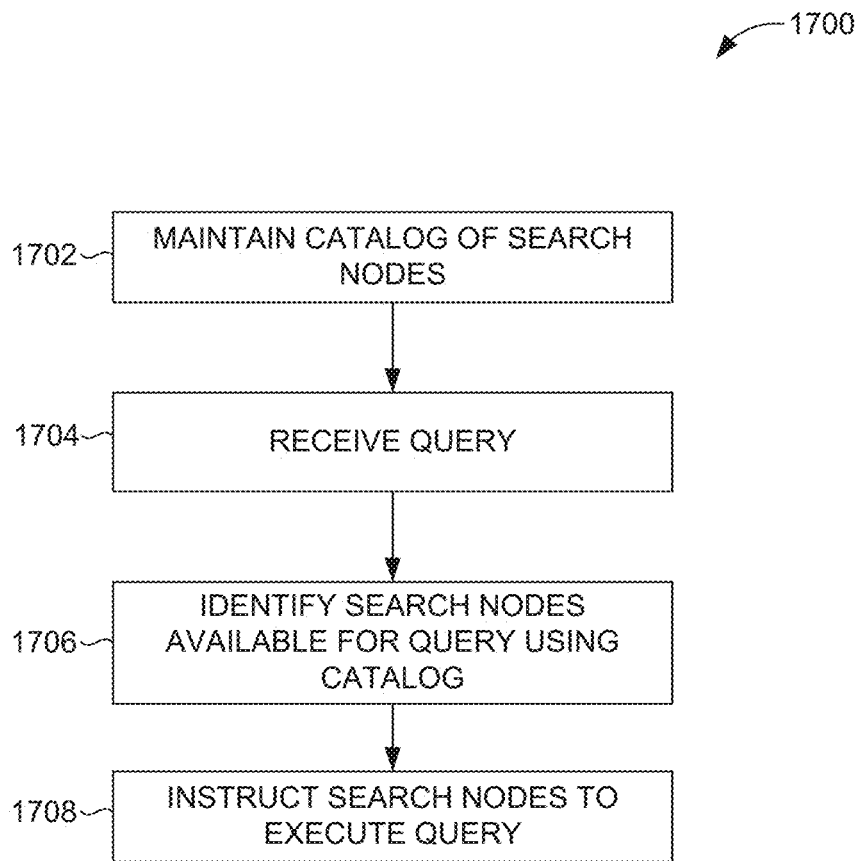 1700
1702
MAINTAIN CATALOG OF SEARCH
NODES
1704
RECEIVE QUERY
1706
IDENTIFY SEARCH NODES
AVAILABLE FOR QUERY USING
CATALOG
1708
INSTRUCT SEARCH NODES TO
EXECUTE QUERY